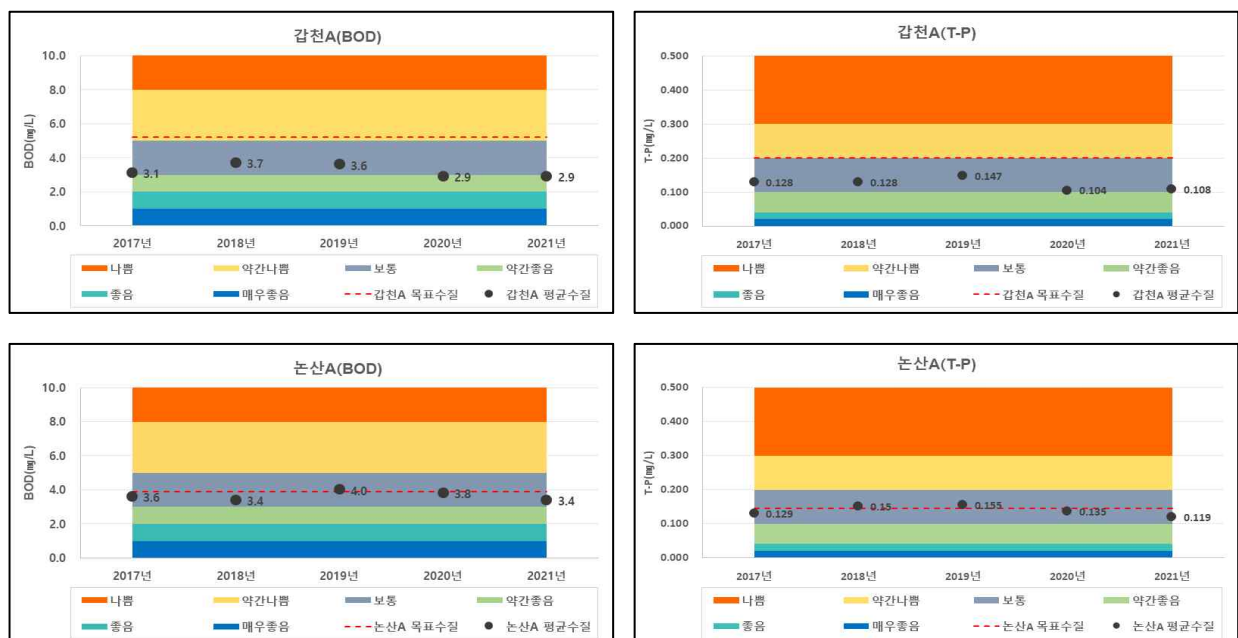 갑천A(BOD)
10.0
8.0
6.0
4.0
2.0
0.0
BOD(㎎/L)
3.1
3.7
3.6
2.9
2.9
2017년 2018년 2019년 2020년 2021년
나쁨 약간나쁨 보통 약간좋음
좋음 매우좋음 갑천A 목표수질 갑천A 평균수질
갑천A(T-P)
0.500
0.400
0.300
0.200
0.100
0.000
T-P(㎎/L)
0.128
0.128
0.147
0.104
0.108
2017년 2018년 2019년 2020년 2021년
나쁨 약간나쁨 보통 약간좋음
좋음 매우좋음 갑천A 목표수질 갑천A 평균수질
논산A(BOD)
10.0
8.0
6.0
4.0
2.0
0.0
BOD(㎎/L)
3.6
3.4
4.0
3.8
3.4
2017년 2018년 2019년 2020년 2021년
나쁨 약간나쁨 보통 약간좋음
좋음 매우좋음 논산A 목표수질 논산A 평균수질
논산A(T-P)
0.500
0.400
0.300
0.200
0.100
0.000
T-P(㎎/L)
0.129
0.15
0.155
0.135
0.119
2017년 2018년 2019년 2020년 2021년
나쁨 약간나쁨 보통 약간좋음
좋음 매우좋음 논산A 목표수질 논산A 평균수질